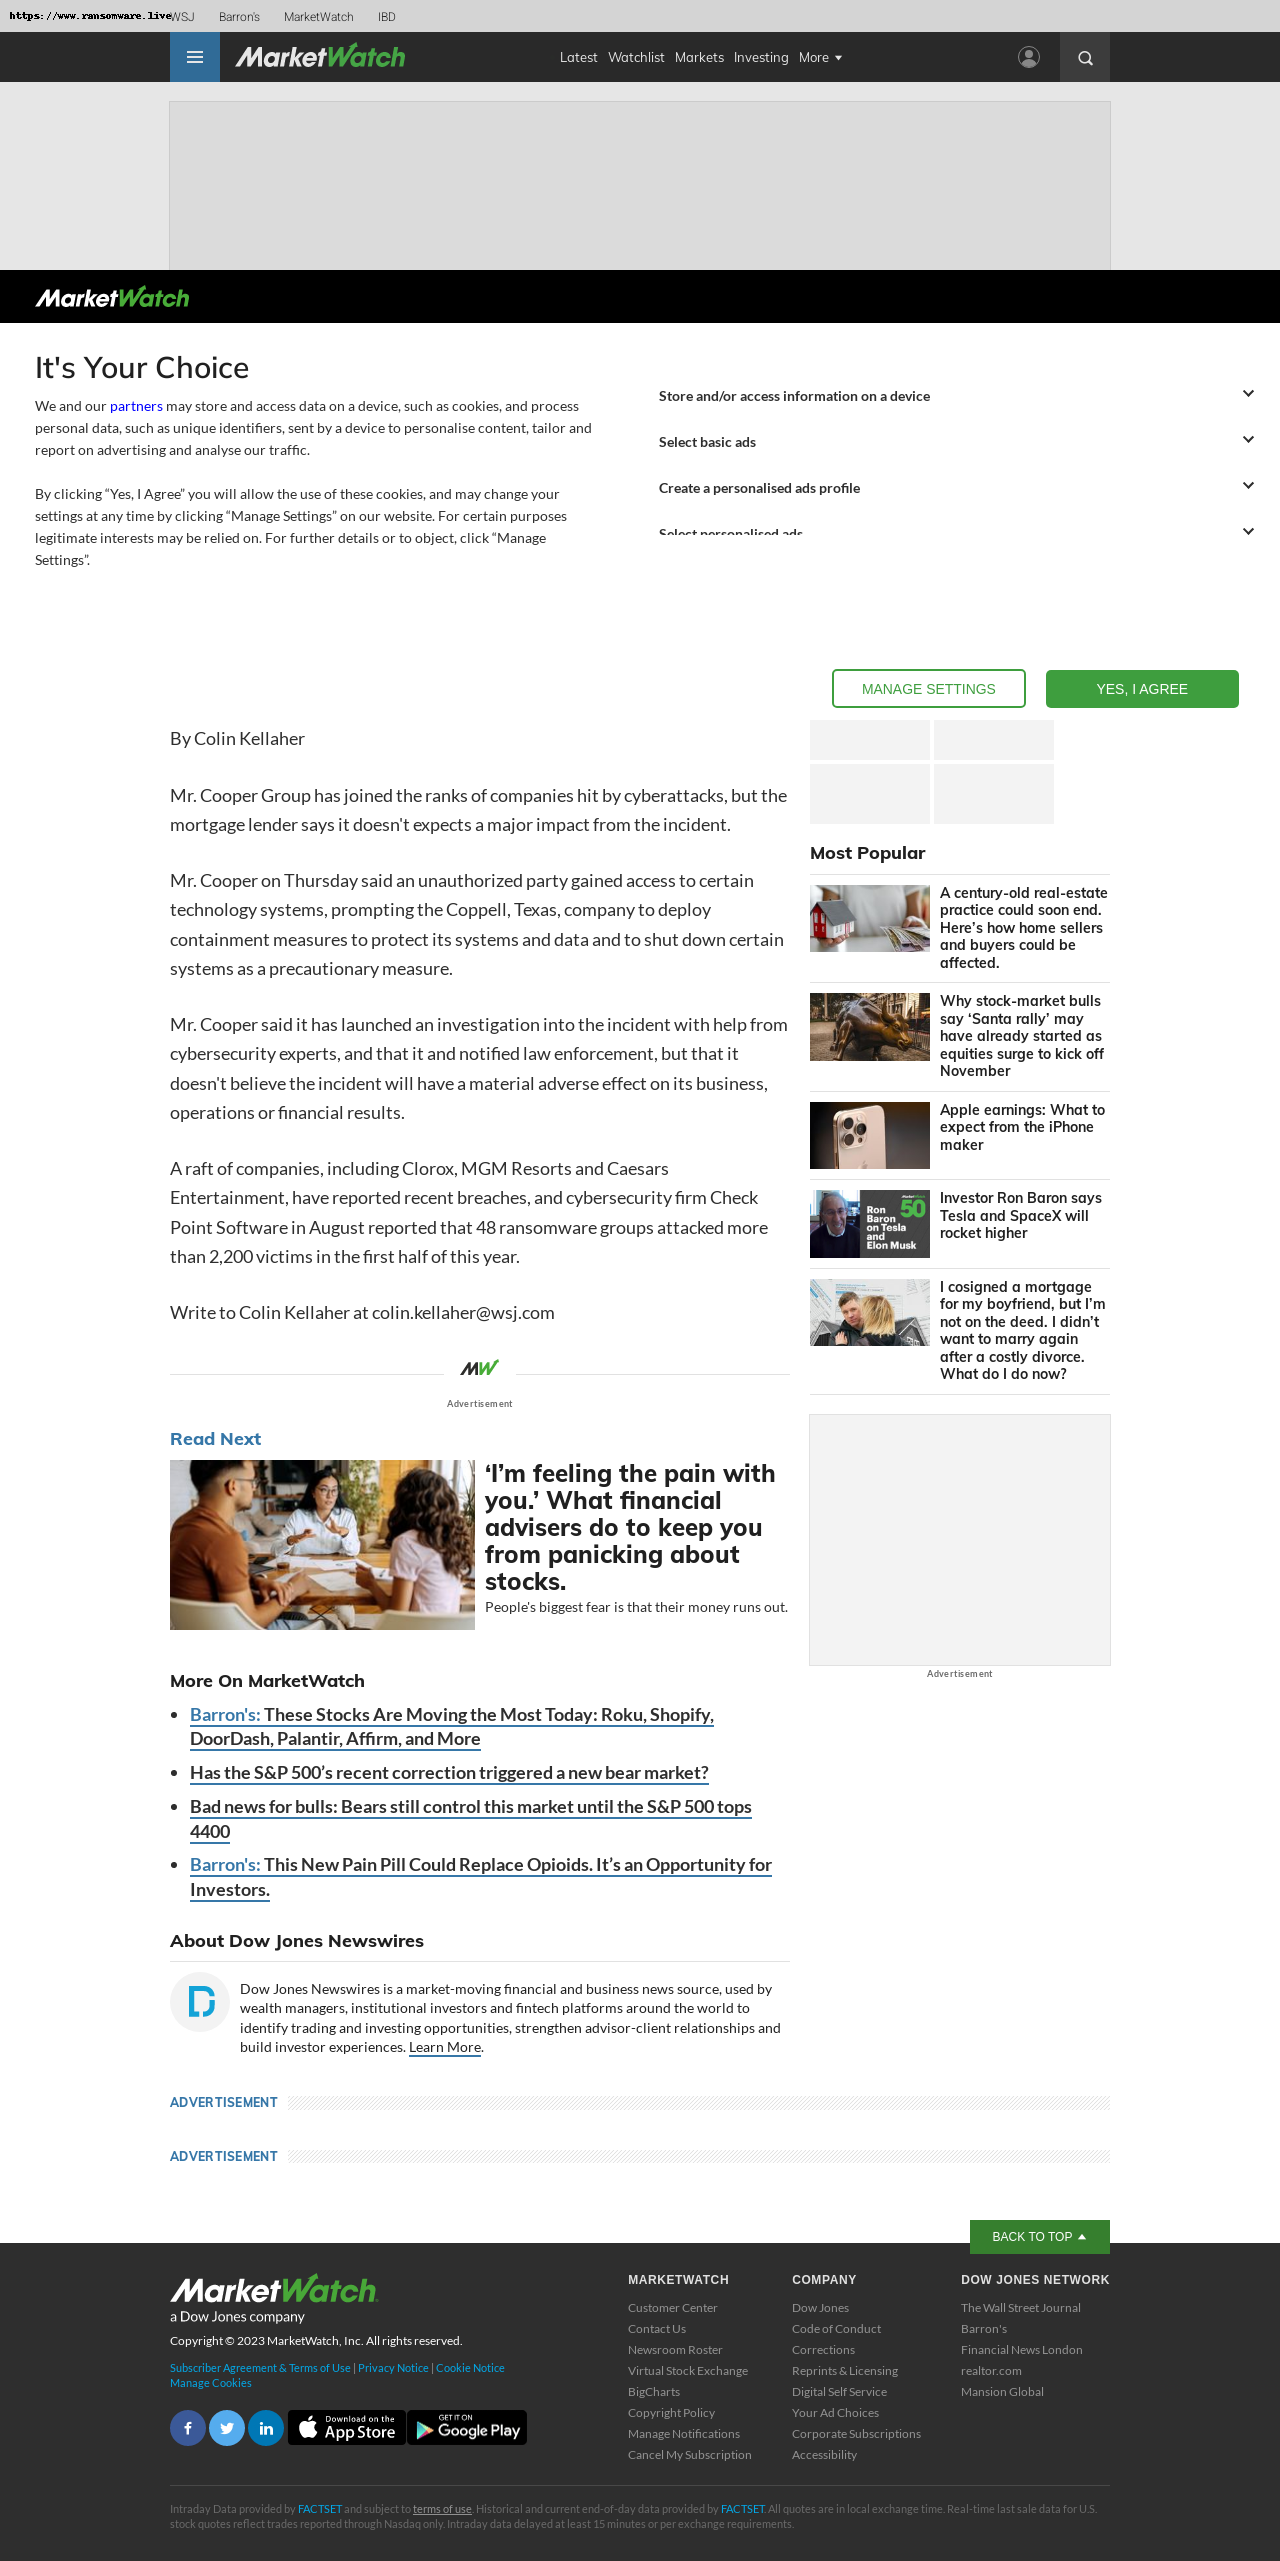 https://www.ransomware.live
WSJ Barron's MarketWatch IBD
MarketWatch
Latest Watchlist Markets Investing More
MarketWatch
It's Your Choice
We and our partners may store and access data on a device, such as cookies, and process
personal data, such as unique identifiers, sent by a device to personalise content, tailor and
report on advertising and analyse our traffic.
By clicking “Yes, I Agree” you will allow the use of these cookies, and may change your
settings at any time by clicking “Manage Settings” on our website. For certain purposes
legitimate interests may be relied on. For further details or to object, click “Manage
Settings”.
Store and/or access information on a device
Select basic ads
Create a personalised ads profile
Select personalised ads
MANAGE SETTINGS
YES, I AGREE
By Colin Kellaher
Mr. Cooper Group has joined the ranks of companies hit by cyberattacks, but the
mortgage lender says it doesn't expects a major impact from the incident.
Mr. Cooper on Thursday said an unauthorized party gained access to certain
technology systems, prompting the Coppell, Texas, company to deploy
containment measures to protect its systems and data and to shut down certain
systems as a precautionary measure.
Mr. Cooper said it has launched an investigation into the incident with help from
cybersecurity experts, and that it and notified law enforcement, but that it
doesn't believe the incident will have a material adverse effect on its business,
operations or financial results.
A raft of companies, including Clorox, MGM Resorts and Caesars
Entertainment, have reported recent breaches, and cybersecurity firm Check
Point Software in August reported that 48 ransomware groups attacked more
than 2,200 victims in the first half of this year.
Write to Colin Kellaher at colin.kellaher@wsj.com
MW
Advertisement
Read Next
‘I’m feeling the pain with
you.’ What financial
advisers do to keep you
from panicking about
stocks.
People's biggest fear is that their money runs out.
More On MarketWatch
Barron's: These Stocks Are Moving the Most Today: Roku, Shopify,
DoorDash, Palantir, Affirm, and More
Has the S&P 500’s recent correction triggered a new bear market?
Bad news for bulls: Bears still control this market until the S&P 500 tops
4400
Barron's: This New Pain Pill Could Replace Opioids. It’s an Opportunity for
Investors.
About Dow Jones Newswires
Dow Jones Newswires is a market-moving financial and business news source, used by
wealth managers, institutional investors and fintech platforms around the world to
identify trading and investing opportunities, strengthen advisor-client relationships and
build investor experiences. Learn More.
Most Popular
A century-old real-estate
practice could soon end.
Here’s how home sellers
and buyers could be
affected.
Why stock-market bulls
say ‘Santa rally’ may
have already started as
equities surge to kick off
November
Apple earnings: What to
expect from the iPhone
maker
MarketWatch
50
Ron
Baron
on Tesla
and
Elon Musk
Investor Ron Baron says
Tesla and SpaceX will
rocket higher
I cosigned a mortgage
for my boyfriend, but I’m
not on the deed. I didn’t
want to marry again
after a costly divorce.
What do I do now?
Advertisement
ADVERTISEMENT
ADVERTISEMENT
BACK TO TOP
MarketWatch
a Dow Jones company
Copyright © 2023 MarketWatch, Inc. All rights reserved.
Subscriber Agreement & Terms of Use | Privacy Notice | Cookie Notice
Manage Cookies
Download on the
App Store
GET IT ON
Google Play
MARKETWATCH
Customer Center
Contact Us
Newsroom Roster
Virtual Stock Exchange
BigCharts
Copyright Policy
Manage Notifications
Cancel My Subscription
COMPANY
Dow Jones
Code of Conduct
Corrections
Reprints & Licensing
Digital Self Service
Your Ad Choices
Corporate Subscriptions
Accessibility
DOW JONES NETWORK
The Wall Street Journal
Barron's
Financial News London
realtor.com
Mansion Global
Intraday Data provided by FACTSET and subject to terms of use. Historical and current end-of-day data provided by FACTSET. All quotes are in local exchange time. Real-time last sale data for U.S.
stock quotes reflect trades reported through Nasdaq only. Intraday data delayed at least 15 minutes or per exchange requirements.